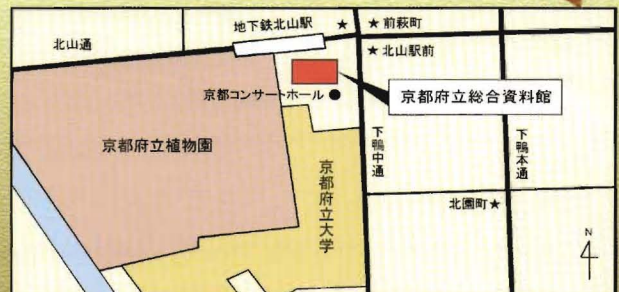 地下鉄北山駅
★
★前萩町
北山通
★北山駅前
京都コンサートホール●
京都府立総合資料館
京都府立植物園
京都府立大学
下鴨中通
下鴨本通
北園町★
N
4